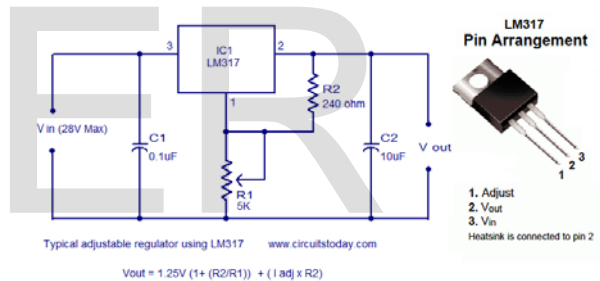 ER
LM317
Pin Arrangement
3
IC1
LM317
2
1
R2
240 ohm
V in (28V Max)
C1
0.1uF
R1
5K
C2
10uF
V out
1
2
3
1. Adjust
2. Vout
3. Vin
Heatsink is connected to pin 2
Typical adjustable regulator using LM317 www.circuitstoday.com
Vout = 1.25V (1+ (R2/R1)) + ( I adj x R2)